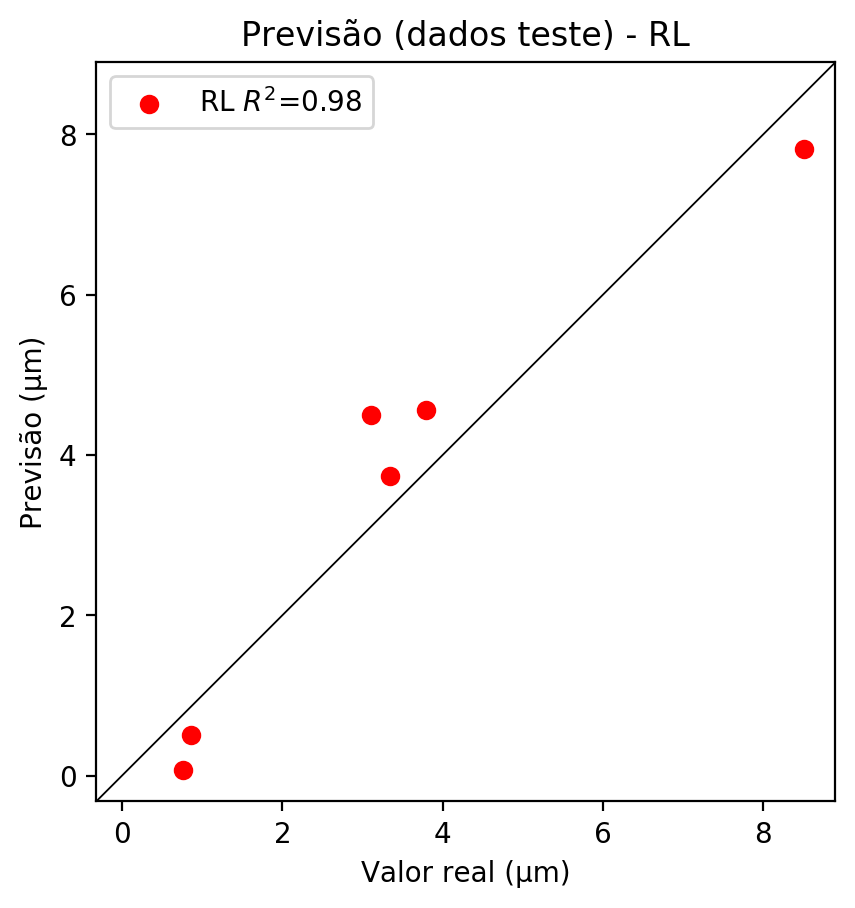 Previsão (dados teste) - RL
RL R²=0.98
8
6
4
2
0
Previsão (µm)
0 2 4 6 8
Valor real (µm)